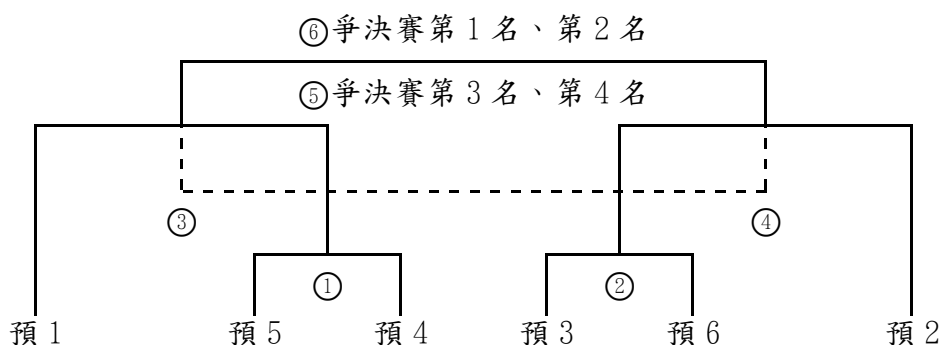 ⑥爭決賽第 1 名、第 2 名
⑤爭決賽第 3 名、第 4 名
③ ④
① ②
預 1 預 5 預 4 預 3 預 6 預 2